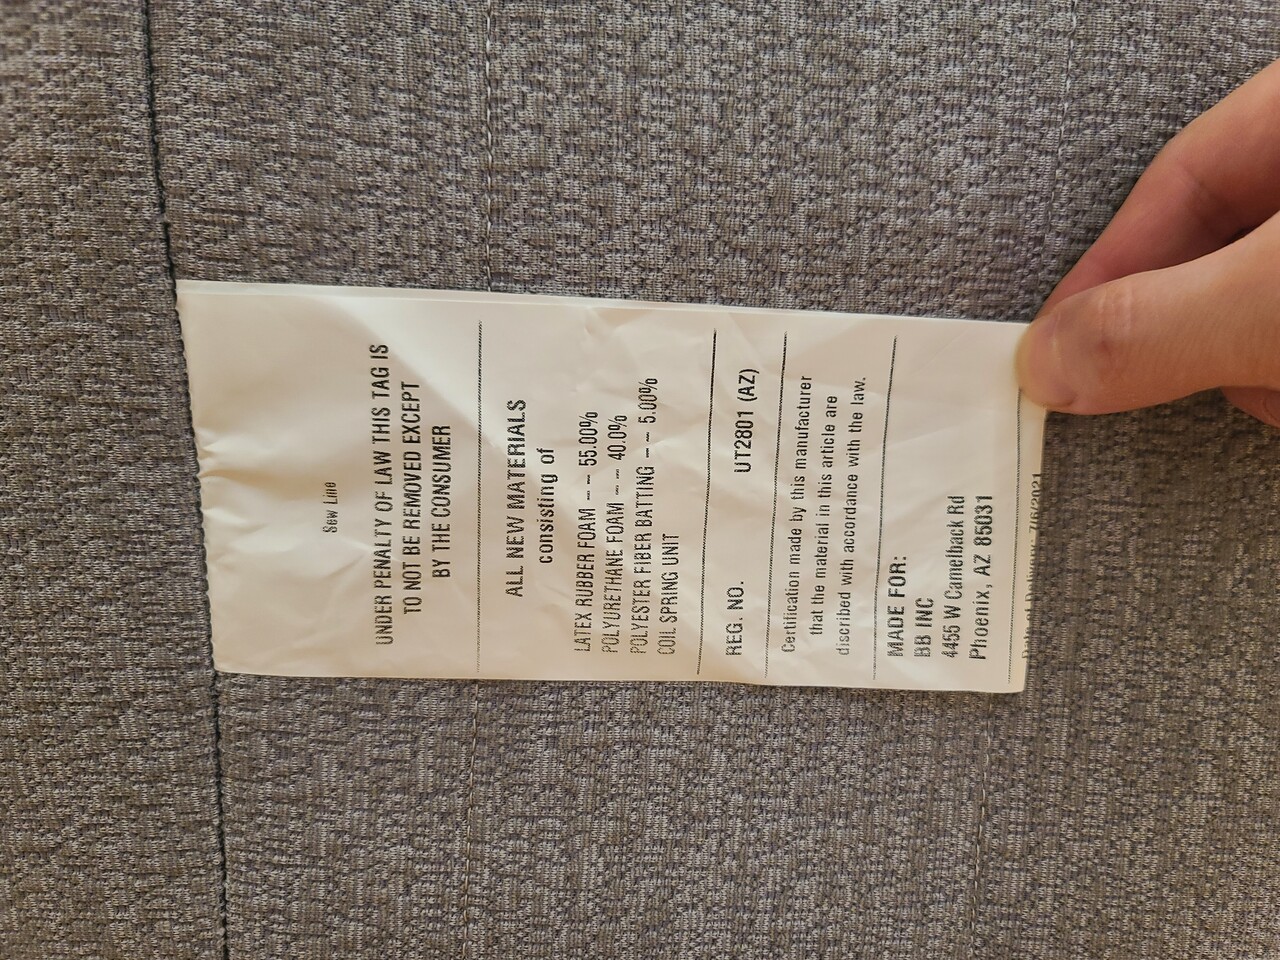 Sew Line
UNDER PENALTY OF LAW THIS TAG IS
TO NOT BE REMOVED EXCEPT
BY THE CONSUMER
ALL NEW MATERIALS
consisting of
LATEX RUBBER FOAM -- 55.00%
POLYURETHANE FOAM -- 40.0%
POLYESTER FIBER BATTING -- 5.00%
COIL SPRING UNIT
REG. NO. UT2801 (AZ)
Certification made by this manufacturer
that the material in this article are
discribed with accordance with the law.
MADE FOR:
BB INC
4455 W Camelback Rd
Phoenix, AZ 85031